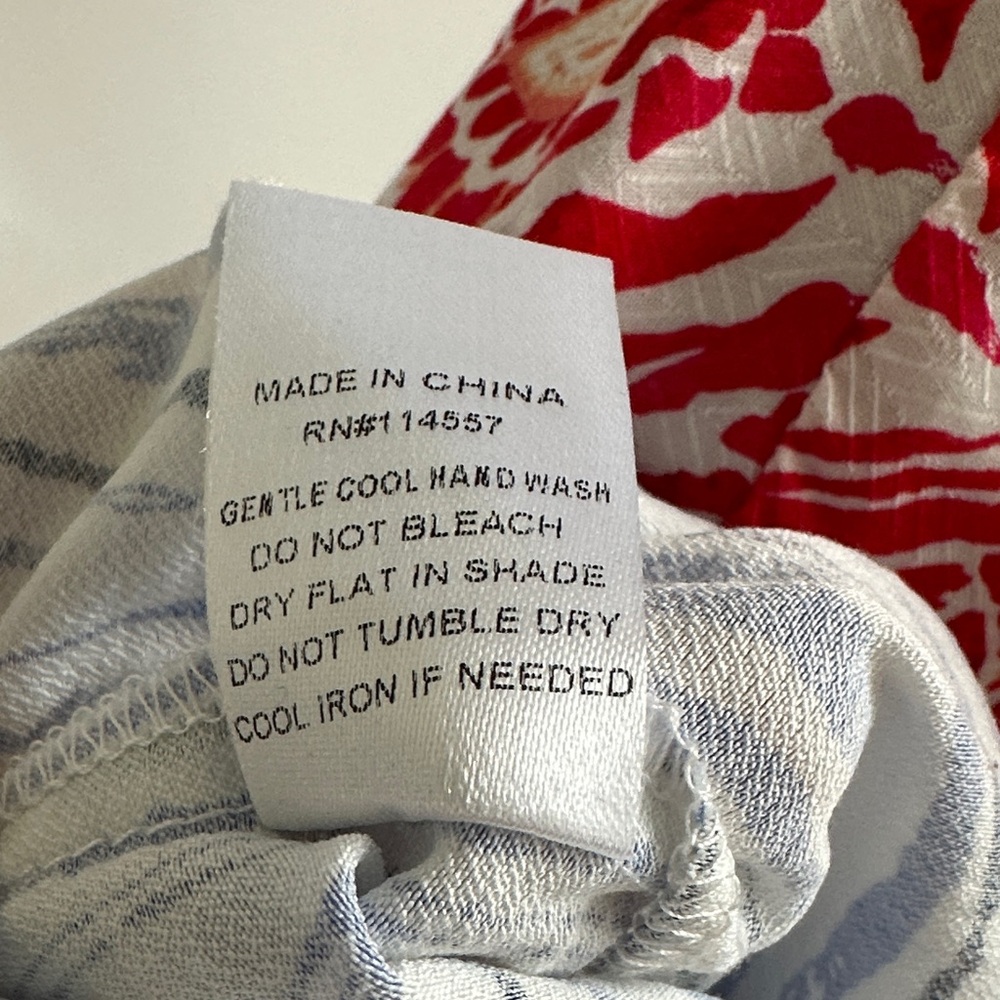 MADE IN CHINA
RN#114557
GENTLE COOL HAND WASH
DO NOT BLEACH
DRY FLAT IN SHADE
DO NOT TUMBLE DRY
COOL IRON IF NEEDED